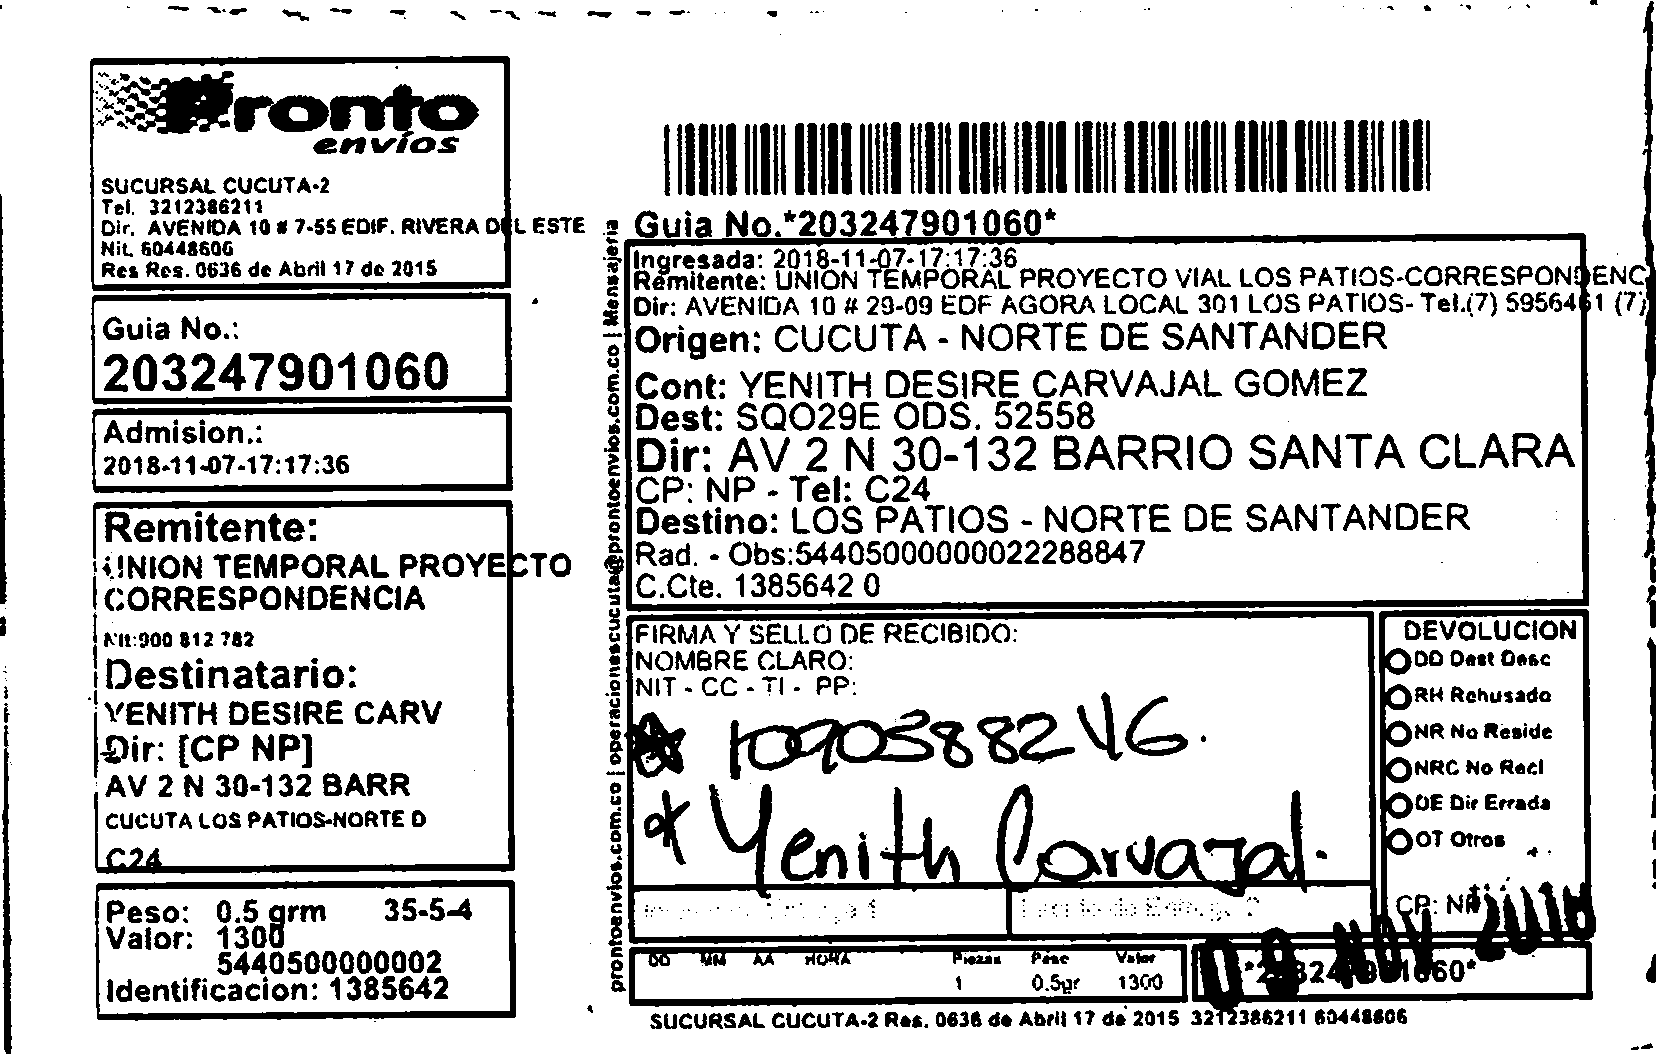 Pronto
envíos
SUCURSAL CUCUTA-2
Tel. 3212386211
Dir. AVENIDA 10 # 7-55 EDIF. RIVERA DEL ESTE
Nit. 60448606
Res Res. 0636 de Abril 17 de 2015
Guia No.:
203247901060
Admision.:
2018-11-07-17:17:36
Remitente:
UNION TEMPORAL PROYECTO
CORRESPONDENCIA
Nit:900 812 782
Destinatario:
YENITH DESIRE CARV
Dir: [CP NP]
AV 2 N 30-132 BARR
CUCUTA LOS PATIOS-NORTE D
C24
Peso: 0.5 grm 35-5-4
Valor: 1300
5440500000002
Identificacion: 1385642
prontoenvios.com.co | operacionescucuta@prontoenvios.com.co | Mensajeria
Guia No.*203247901060*
Ingresada: 2018-11-07-17:17:36
Remitente: UNION TEMPORAL PROYECTO VIAL LOS PATIOS-CORRESPONDENC
Dir: AVENIDA 10 # 29-09 EDF AGORA LOCAL 301 LOS PATIOS- Tel.(7) 5956461 (7)
Origen: CUCUTA - NORTE DE SANTANDER
Cont: YENITH DESIRE CARVAJAL GOMEZ
Dest: SQO29E ODS. 52558
Dir: AV 2 N 30-132 BARRIO SANTA CLARA
CP: NP - Tel: C24
Destino: LOS PATIOS - NORTE DE SANTANDER
Rad. - Obs:54405000000022288847
C.Cte. 1385642 0
FIRMA Y SELLO DE RECIBIDO:
NOMBRE CLARO:
NIT - CC - TI - PP:
1090388246.
* Yenith Carvajal.
DEVOLUCION
DD Dest Desc
RH Rehusado
NR No Reside
NRC No Recl
DE Dir Errada
OT Otros
CP: NP
09 NOV 2018
DD MM AA HORA Piezas Peso Valor
1 0.5gr 1300
*203247901060*
SUCURSAL CUCUTA-2 Res. 0636 de Abril 17 de 2015 3212386211 60448606